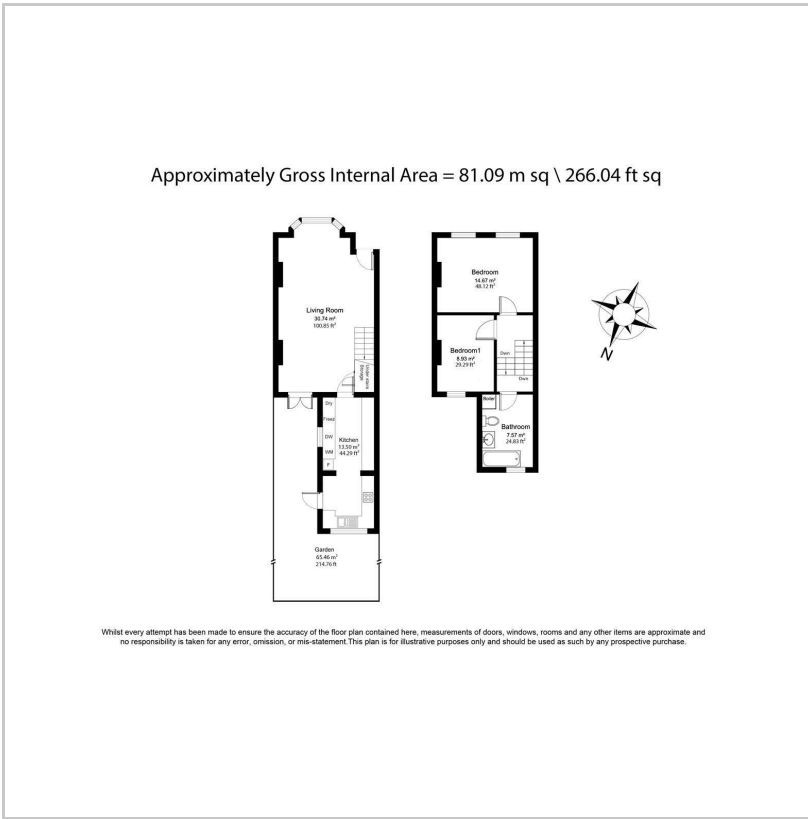 Approximately Gross Internal Area = 81.09 m sq \ 266.04 ft sq
Living Room
30.74 m²
100.85 ft²
Under stairs
Storage
Dry
Freez
DW
WM
F
Kitchen
13.50 m²
44.29 ft²
Garden
65.46 m²
214.76 ft
Bedroom
14.67 m²
48.12 ft²
Bedroom1
8.93 m²
29.29 ft²
Dwn
Dwn
Boiler
Bathroom
7.57 m²
24.83 ft²
N
Whilst every attempt has been made to ensure the accuracy of the floor plan contained here, measurements of doors, windows, rooms and any other items are approximate and
no responsibility is taken for any error, omission, or mis-statement.This plan is for illustrative purposes only and should be used as such by any prospective purchase.